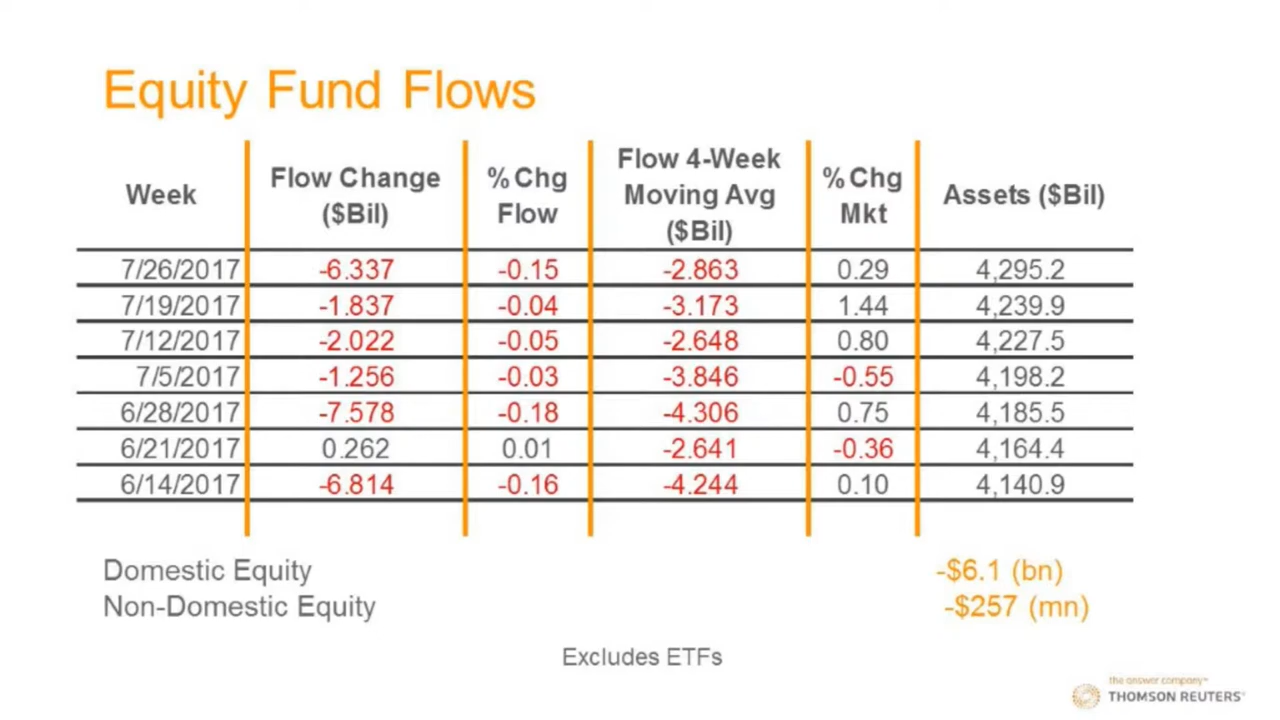 Equity Fund Flows
Week Flow Change ($Bil) % Chg Flow Flow 4-Week Moving Avg ($Bil) % Chg Mkt Assets ($Bil)
7/26/2017 -6.337 -0.15 -2.863 0.29 4,295.2
7/19/2017 -1.837 -0.04 -3.173 1.44 4,239.9
7/12/2017 -2.022 -0.05 -2.648 0.80 4,227.5
7/5/2017 -1.256 -0.03 -3.846 -0.55 4,198.2
6/28/2017 -7.578 -0.18 -4.306 0.75 4,185.5
6/21/2017 0.262 0.01 -2.641 -0.36 4,164.4
6/14/2017 -6.814 -0.16 -4.244 0.10 4,140.9
Domestic Equity -$6.1 (bn)
Non-Domestic Equity -$257 (mn)
Excludes ETFs
the answer company™
THOMSON REUTERS®